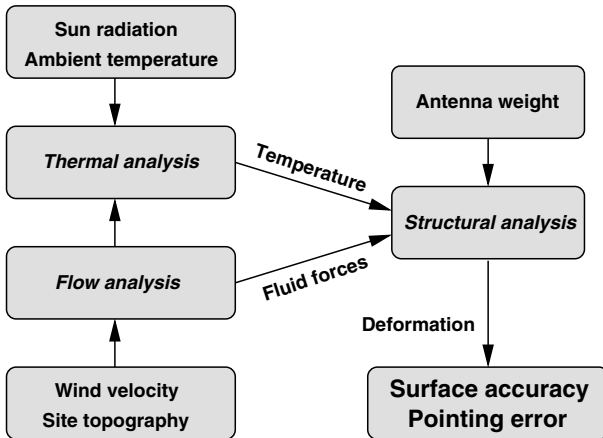 Sun radiation
Ambient temperature
Antenna weight
Thermal analysis
Temperature
Structural analysis
Flow analysis
Fluid forces
Deformation
Wind velocity
Site topography
Surface accuracy
Pointing error